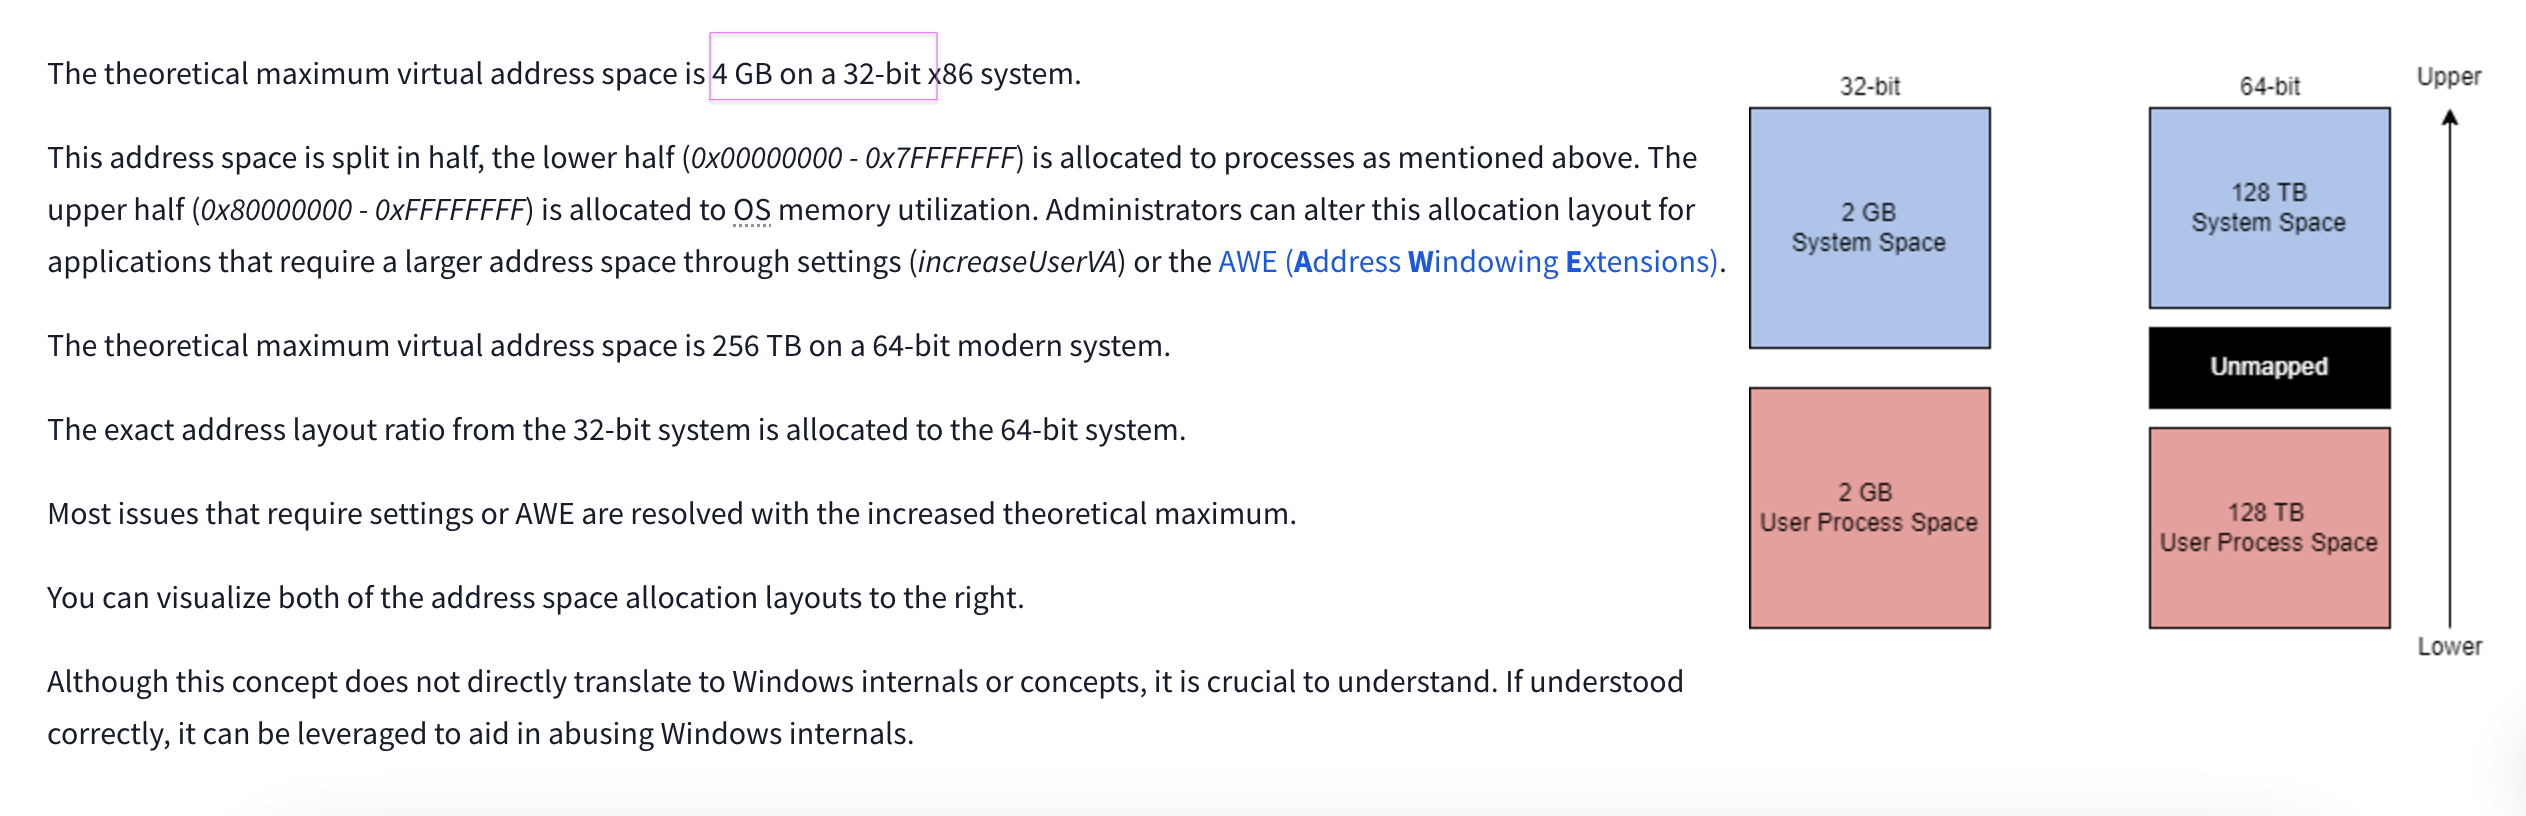 The theoretical maximum virtual address space is 4 GB on a 32-bit x86 system.
This address space is split in half, the lower half (0x00000000 - 0x7FFFFFFF) is allocated to processes as mentioned above. The
upper half (0x80000000 - 0xFFFFFFFF) is allocated to OS memory utilization. Administrators can alter this allocation layout for
applications that require a larger address space through settings (increaseUserVA) or the AWE (Address Windowing Extensions).
The theoretical maximum virtual address space is 256 TB on a 64-bit modern system.
The exact address layout ratio from the 32-bit system is allocated to the 64-bit system.
Most issues that require settings or AWE are resolved with the increased theoretical maximum.
You can visualize both of the address space allocation layouts to the right.
Although this concept does not directly translate to Windows internals or concepts, it is crucial to understand. If understood
correctly, it can be leveraged to aid in abusing Windows internals.
32-bit
2 GB
System Space
2 GB
User Process Space
64-bit
128 TB
System Space
Unmapped
128 TB
User Process Space
Upper
Lower